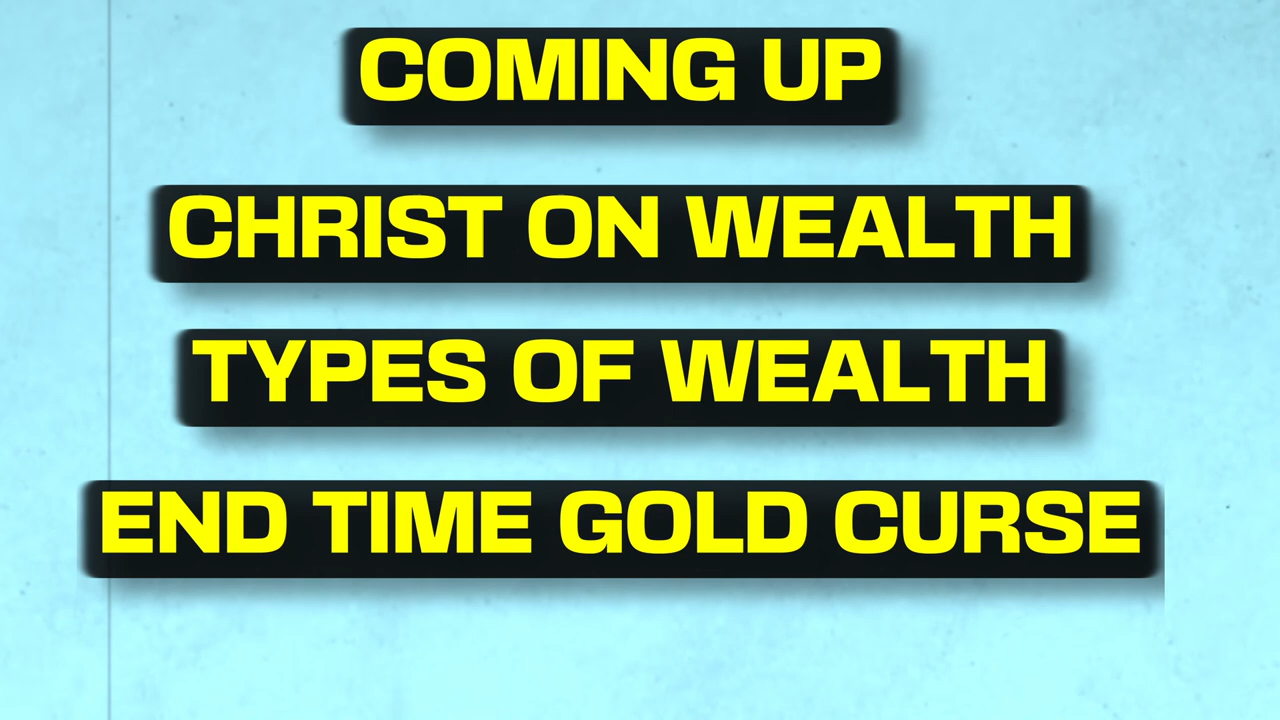 COMING UP
CHRIST ON WEALTH
TYPES OF WEALTH
END TIME GOLD CURSE